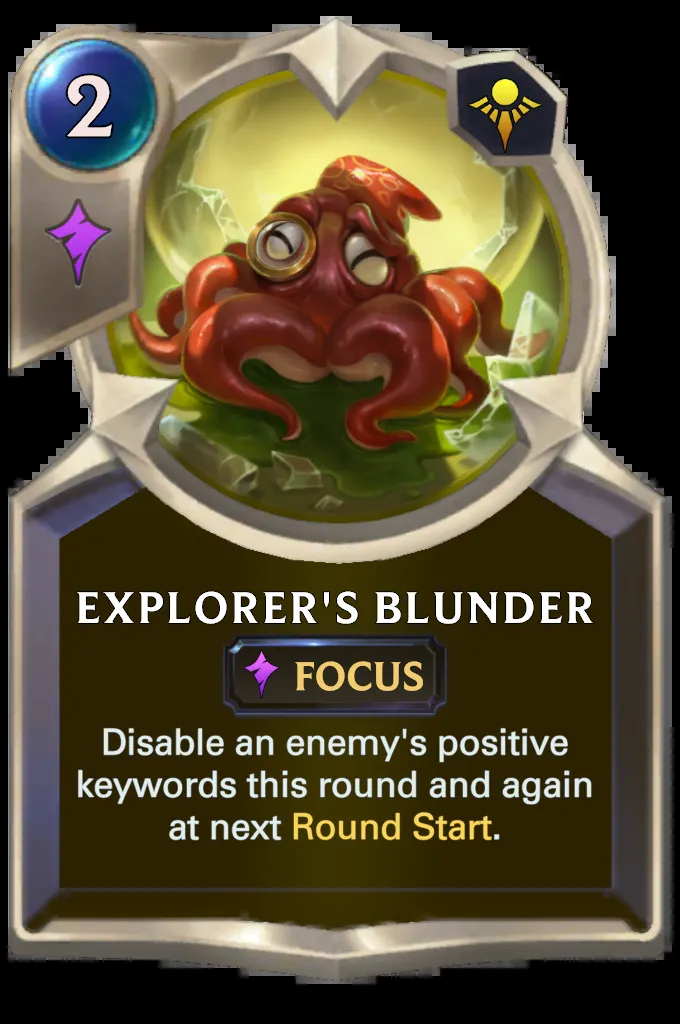 2
EXPLORER'S BLUNDER
FOCUS
Disable an enemy's positive
keywords this round and again
at next Round Start.